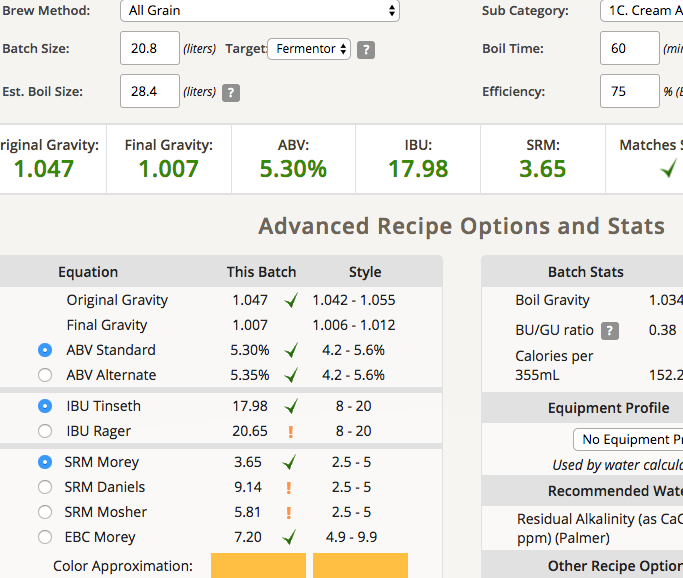 Brew Method: All Grain Sub Category: 1C. Cream A
Batch Size: 20.8 (liters) Target: Fermentor ? Boil Time: 60 (min
Est. Boil Size: 28.4 (liters) ? Efficiency: 75 % (E
riginal Gravity: Final Gravity: ABV: IBU: SRM: Matches S
1.047 1.007 5.30% 17.98 3.65
Advanced Recipe Options and Stats
Equation This Batch Style Batch Stats
Original Gravity 1.047 1.042 - 1.055 Boil Gravity 1.034
Final Gravity 1.007 1.006 - 1.012 BU/GU ratio ? 0.38
ABV Standard 5.30% 4.2 - 5.6% Calories per
ABV Alternate 5.35% 4.2 - 5.6% 355mL 152.2
IBU Tinseth 17.98 8 - 20 Equipment Profile
IBU Rager 20.65 ! 8 - 20 No Equipment Pr
SRM Morey 3.65 2.5 - 5 Used by water calcula
SRM Daniels 9.14 ! 2.5 - 5 Recommended Wate
SRM Mosher 5.81 ! 2.5 - 5 Residual Alkalinity (as CaC
EBC Morey 7.20 4.9 - 9.9 ppm) (Palmer)
Color Approximation: Other Recipe Option